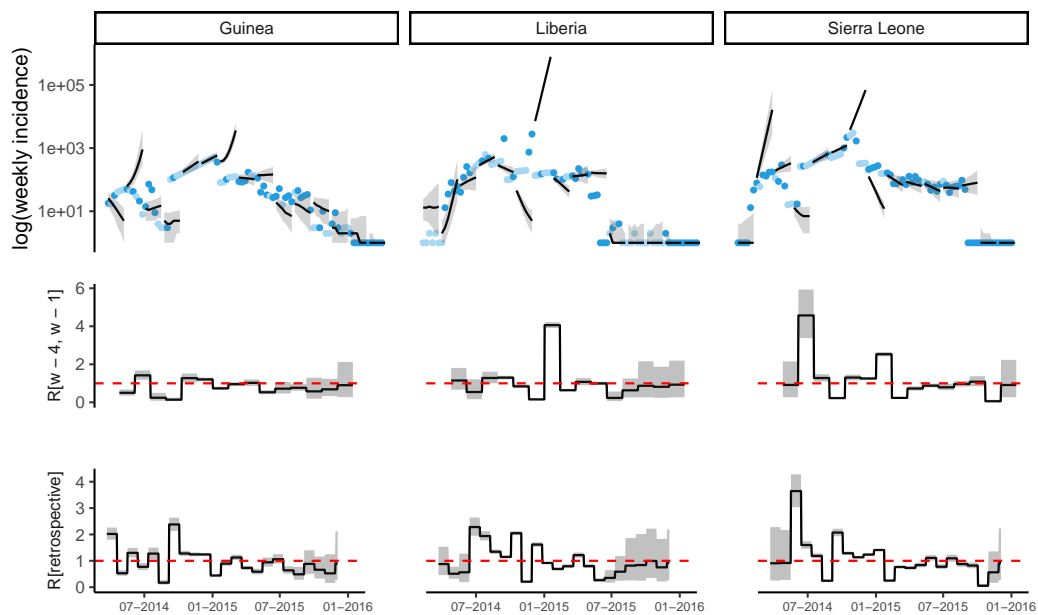 Guinea Liberia Sierra Leone
log(weekly incidence)
1e+05
1e+03
1e+01
R[w − 4, w − 1]
6
4
2
0
R[retrospective]
4
3
2
1
0
07−2014 01−2015 07−2015 01−2016 07−2014 01−2015 07−2015 01−2016 07−2014 01−2015 07−2015 01−2016